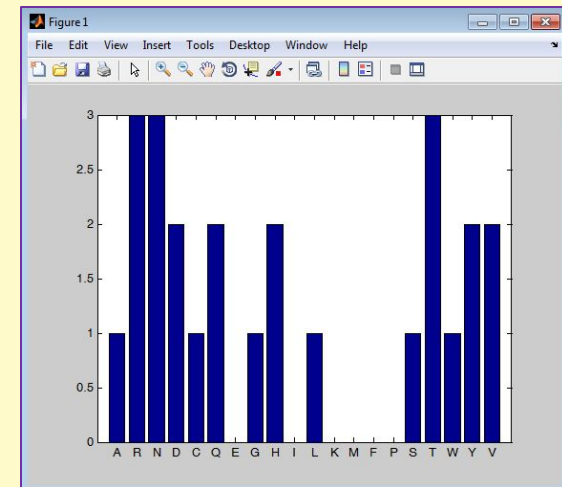 Figure 1
File Edit View Insert Tools Desktop Window Help
3
2.5
2
1.5
1
0.5
0
A R N D C Q E G H I L K M F P S T W Y V